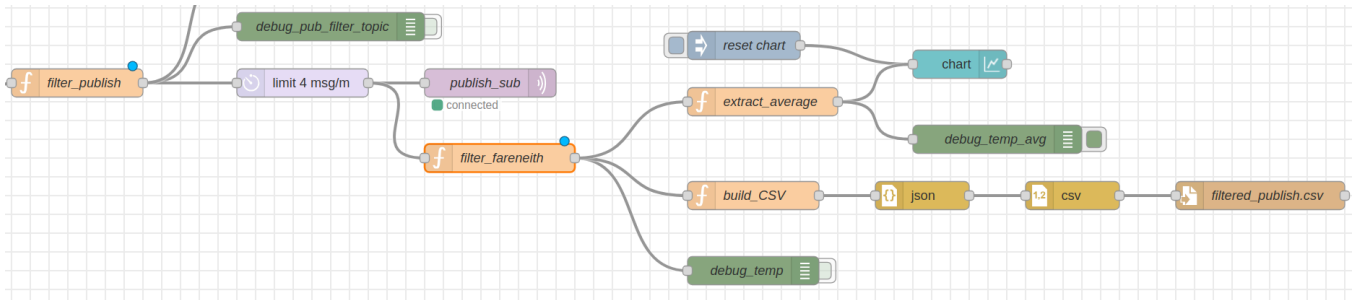 debug_pub_filter_topic
reset chart
chart
filter_publish
limit 4 msg/m
publish_sub
connected
extract_average
debug_temp_avg
filter_fareneith
build_CSV
{}
json
1,2
csv
filtered_publish.csv
debug_temp